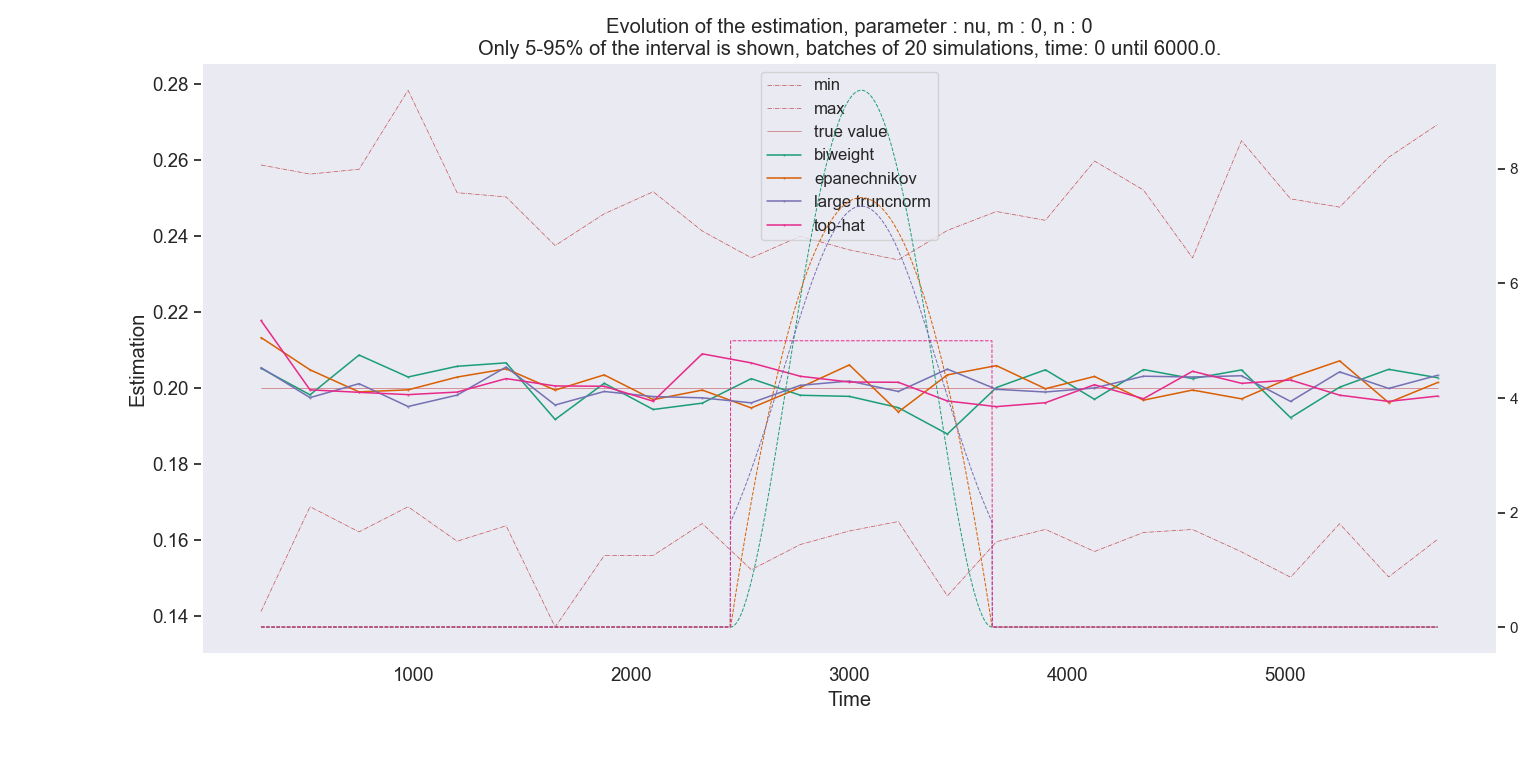 Evolution of the estimation, parameter : nu, m : 0, n : 0
Only 5-95% of the interval is shown, batches of 20 simulations, time: 0 until 6000.0.
min
max
true value
biweight
epanechnikov
large truncnorm
top-hat
0.28
0.26
0.24
0.22
0.20
0.18
0.16
0.14
Estimation
8
6
4
2
0
1000
2000
3000
4000
5000
Time